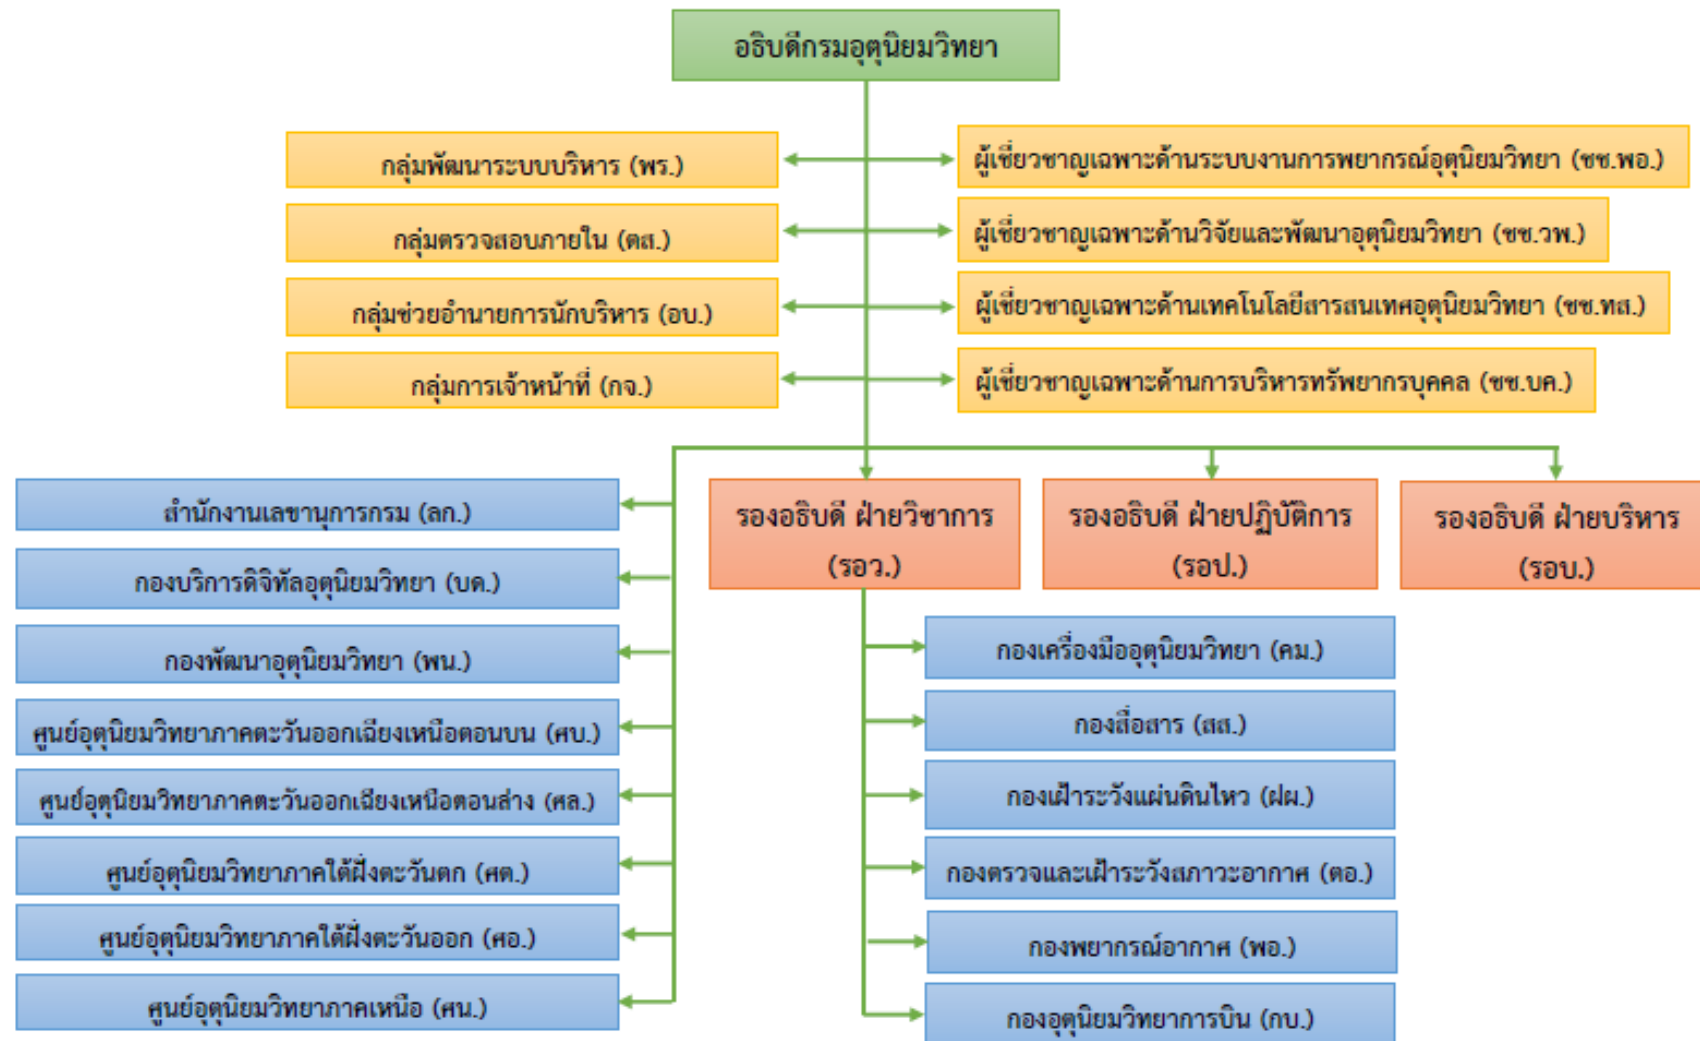 อธิบดีกรมอุตุนิยมวิทยา
กลุ่มพัฒนาระบบบริหาร (พร.)
ผู้เชี่ยวชาญเฉพาะด้านระบบงานการพยากรณ์อุตุนิยมวิทยา (ชช.พอ.)
กลุ่มตรวจสอบภายใน (ตส.)
ผู้เชี่ยวชาญเฉพาะด้านวิจัยและพัฒนาอุตุนิยมวิทยา (ชช.วพ.)
กลุ่มช่วยอำนายการนักบริหาร (อบ.)
ผู้เชี่ยวชาญเฉพาะด้านเทคโนโลยีสารสนเทศอุตุนิยมวิทยา (ชช.ทส.)
กลุ่มการเจ้าหน้าที่ (กจ.)
ผู้เชี่ยวชาญเฉพาะด้านการบริหารทรัพยากรบุคคล (ชช.บค.)
สำนักงานเลขานุการกรม (ลก.)
กองบริการดิจิทัลอุตุนิยมวิทยา (บด.)
กองพัฒนาอุตุนิยมวิทยา (พน.)
ศูนย์อุตุนิยมวิทยาภาคตะวันออกเฉียงเหนือตอนบน (ศบ.)
ศูนย์อุตุนิยมวิทยาภาคตะวันออกเฉียงเหนือตอนล่าง (ศล.)
ศูนย์อุตุนิยมวิทยาภาคใต้ฝั่งตะวันตก (ศต.)
ศูนย์อุตุนิยมวิทยาภาคใต้ฝั่งตะวันออก (ศอ.)
ศูนย์อุตุนิยมวิทยาภาคเหนือ (ศน.)
รองอธิบดี ฝ่ายวิชาการ
(รอว.)
รองอธิบดี ฝ่ายปฏิบัติการ
(รอป.)
รองอธิบดี ฝ่ายบริหาร
(รอบ.)
กองเครื่องมืออุตุนิยมวิทยา (คม.)
กองสื่อสาร (สส.)
กองเฝ้าระวังแผ่นดินไหว (ฝผ.)
กองตรวจและเฝ้าระวังสภาวะอากาศ (ตอ.)
กองพยากรณ์อากาศ (พอ.)
กองอุตุนิยมวิทยาการบิน (กบ.)